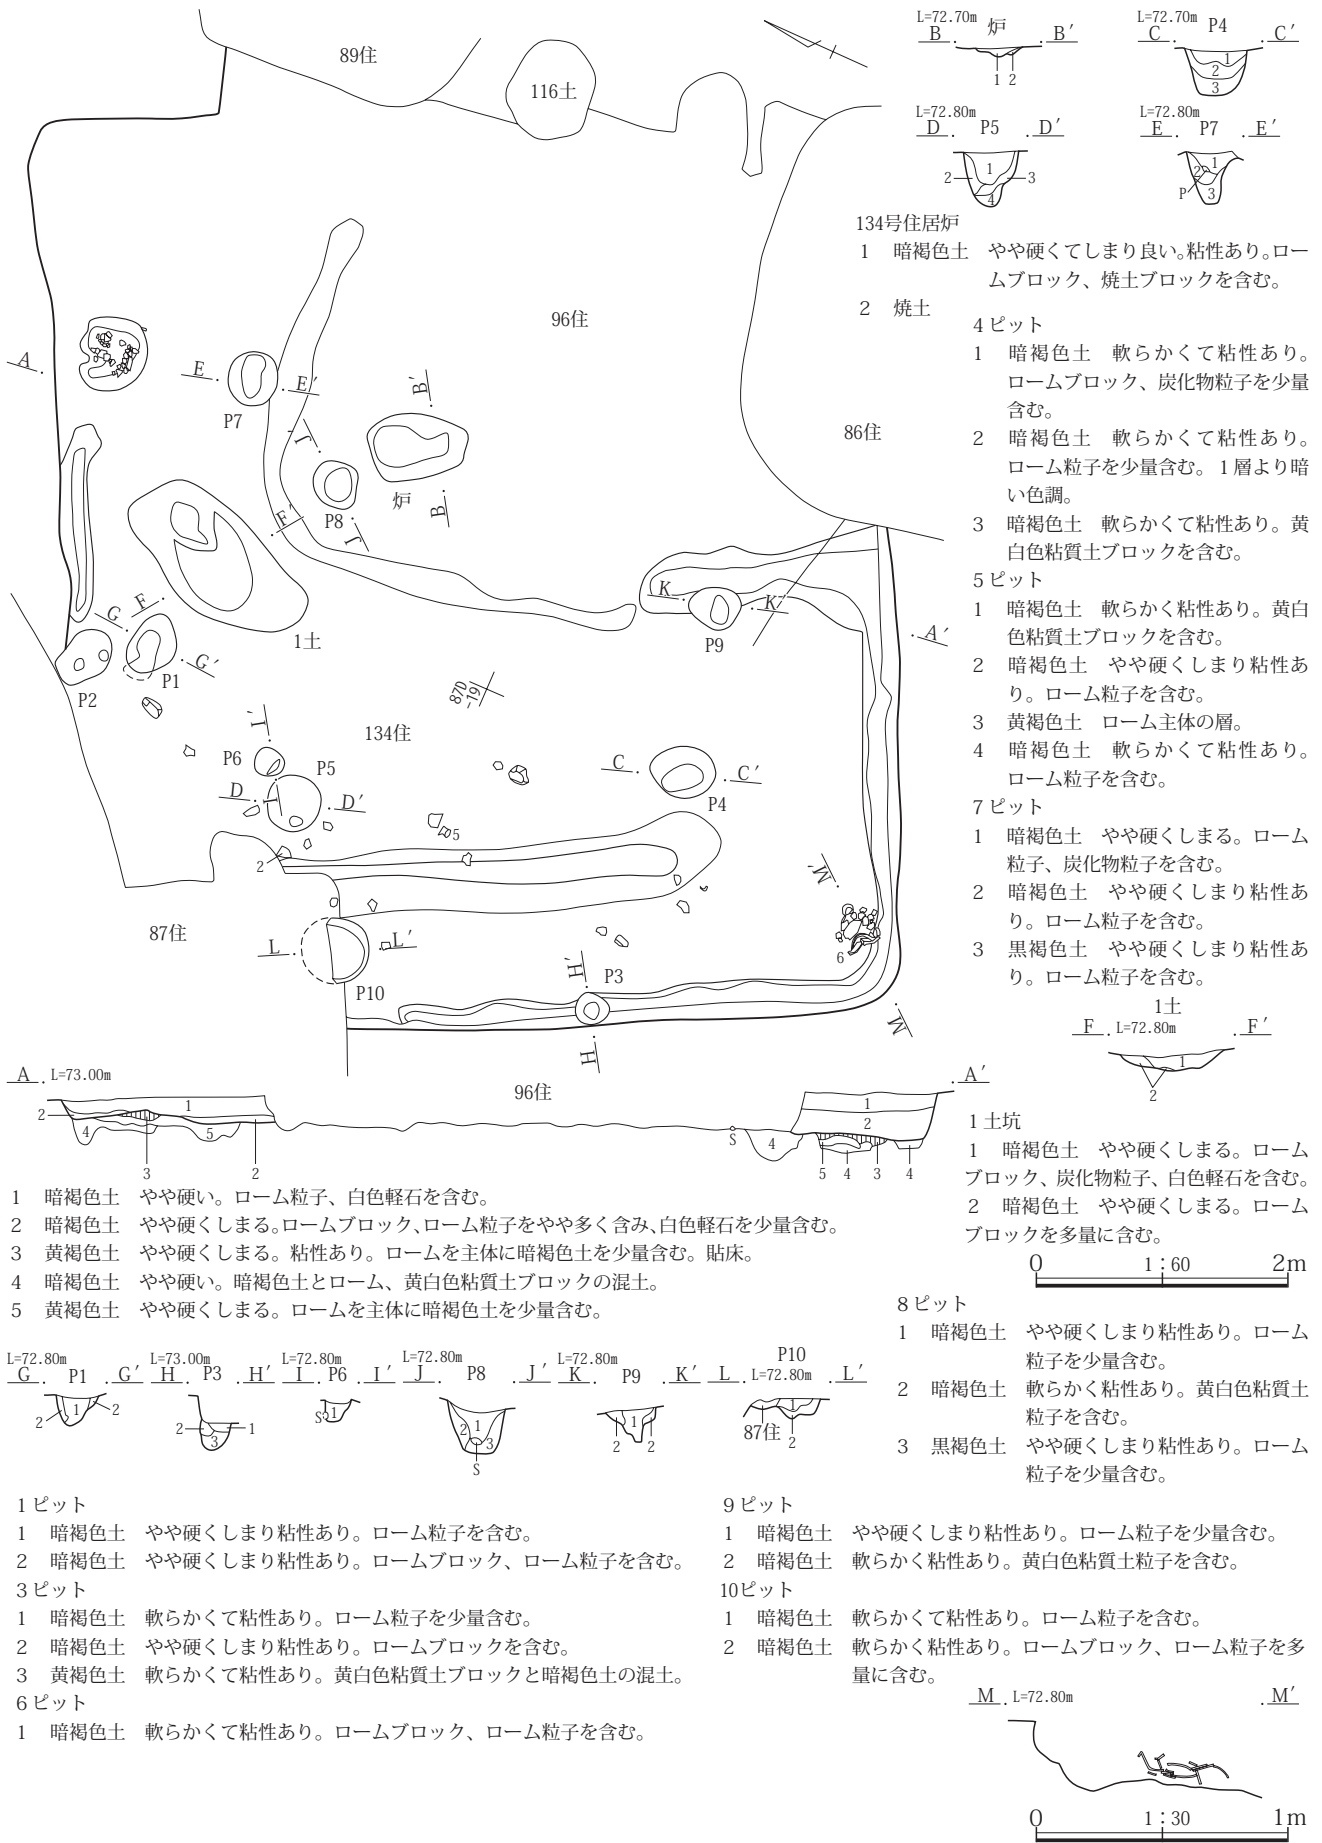 89住
116土
96住
86住
A
E
E′
P7
B′
J
P8
炉
B
F′
J
1土
G
F
P2
P1
G′
K
K′
P9
A′
870
-19
134住
I′
P6
P5
D
I
D′
C
C′
P4
5
2
87住
L
L′
P10
H′
P3
H
M′
6
M
L=72.70m
炉
B
B′
1
2
L=72.70m
P4
C
C′
1
2
3
L=72.80m
D
P5
D′
1
2
3
4
L=72.80m
E
P7
E′
1
2
P
3
134号住居炉
1 暗褐色土 やや硬くてしまり良い。粘性あり。ロー
ムブロック、焼土ブロックを含む。
2 焼土
4ピット
1 暗褐色土 軟らかくて粘性あり。
ロームブロック、炭化物粒子を少量
含む。
2 暗褐色土 軟らかくて粘性あり。
ローム粒子を少量含む。1層より暗
い色調。
3 暗褐色土 軟らかくて粘性あり。黄
白色粘質土ブロックを含む。
5ピット
1 暗褐色土 軟らかく粘性あり。黄白
色粘質土ブロックを含む。
2 暗褐色土 やや硬くしまり粘性あ
り。ローム粒子を含む。
3 黄褐色土 ローム主体の層。
4 暗褐色土 軟らかくて粘性あり。
ローム粒子を含む。
7ピット
1 暗褐色土 やや硬くしまる。ローム
粒子、炭化物粒子を含む。
2 暗褐色土 やや硬くしまり粘性あ
り。ローム粒子を含む。
3 黒褐色土 やや硬くしまり粘性あ
り。ローム粒子を含む。
1土
F
L=72.80m
F′
1
2
1土坑
1 暗褐色土 やや硬くしまる。ローム
ブロック、炭化物粒子、白色軽石を含む。
2 暗褐色土 やや硬くしまる。ローム
ブロックを多量に含む。
0 1:60 2m
A L=73.00m
96住
A′
1
2
4
3
5
2
S
4
1
2
5
4
3
4
1 暗褐色土 やや硬い。ローム粒子、白色軽石を含む。
2 暗褐色土 やや硬くしまる。ロームブロック、ローム粒子をやや多く含み、白色軽石を少量含む。
3 黄褐色土 やや硬くしまる。粘性あり。ロームを主体に暗褐色土を少量含む。貼床。
4 暗褐色土 やや硬い。暗褐色土とローム、黄白色粘質土ブロックの混土。
5 黄褐色土 やや硬くしまる。ロームを主体に暗褐色土を少量含む。
L=72.80m
G P1 G′
1
2
2
L=73.00m
H P3 H′
2
1
3
L=72.80m
I P6 I′
S
1
L=72.80m
J P8 J′
2
1
3
S
L=72.80m
K P9 K′
1
2
2
P10
L L=72.80m L′
1
87住
2
8ピット
1 暗褐色土 やや硬くしまり粘性あり。ローム
粒子を少量含む。
2 暗褐色土 軟らかく粘性あり。黄白色粘質土
粒子を含む。
3 黒褐色土 やや硬くしまり粘性あり。ローム
粒子を少量含む。
1ピット
1 暗褐色土 やや硬くしまり粘性あり。ローム粒子を含む。
2 暗褐色土 やや硬くしまり粘性あり。ロームブロック、ローム粒子を含む。
3ピット
1 暗褐色土 軟らかくて粘性あり。ローム粒子を少量含む。
2 暗褐色土 やや硬くしまり粘性あり。ロームブロックを含む。
3 黄褐色土 軟らかくて粘性あり。黄白色粘質土ブロックと暗褐色土の混土。
6ピット
1 暗褐色土 軟らかくて粘性あり。ロームブロック、ローム粒子を含む。
9ピット
1 暗褐色土 やや硬くしまり粘性あり。ローム粒子を少量含む。
2 暗褐色土 軟らかく粘性あり。黄白色粘質土粒子を含む。
10ピット
1 暗褐色土 軟らかくて粘性あり。ローム粒子を含む。
2 暗褐色土 軟らかく粘性あり。ロームブロック、ローム粒子を多
量に含む。
M L=72.80m M′
0 1:30 1m